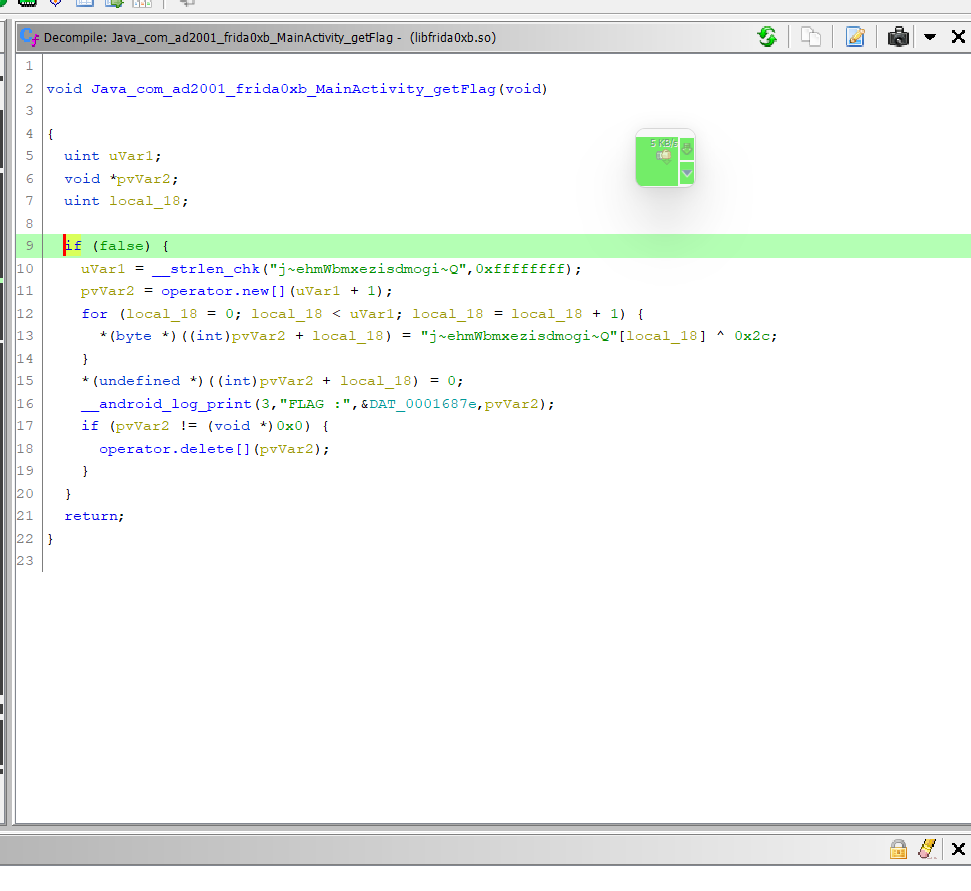 Decompile: Java_com_ad2001_frida0xb_MainActivity_getFlag - (libfrida0xb.so)
1
2 void Java_com_ad2001_frida0xb_MainActivity_getFlag(void)
3
4 {
5 uint uVar1;
6 void *pvVar2;
7 uint local_18;
8
9 if (false) {
10 uVar1 = __strlen_chk("j~ehmWbmxezisdmogi~Q",0xffffffff);
11 pvVar2 = operator.new[](uVar1 + 1);
12 for (local_18 = 0; local_18 < uVar1; local_18 = local_18 + 1) {
13 *(byte *)((int)pvVar2 + local_18) = "j~ehmWbmxezisdmogi~Q"[local_18] ^ 0x2c;
14 }
15 *(undefined *)((int)pvVar2 + local_18) = 0;
16 __android_log_print(3,"FLAG :",&DAT_0001687e,pvVar2);
17 if (pvVar2 != (void *)0x0) {
18 operator.delete[](pvVar2);
19 }
20 }
21 return;
22 }
23
5 KB/s